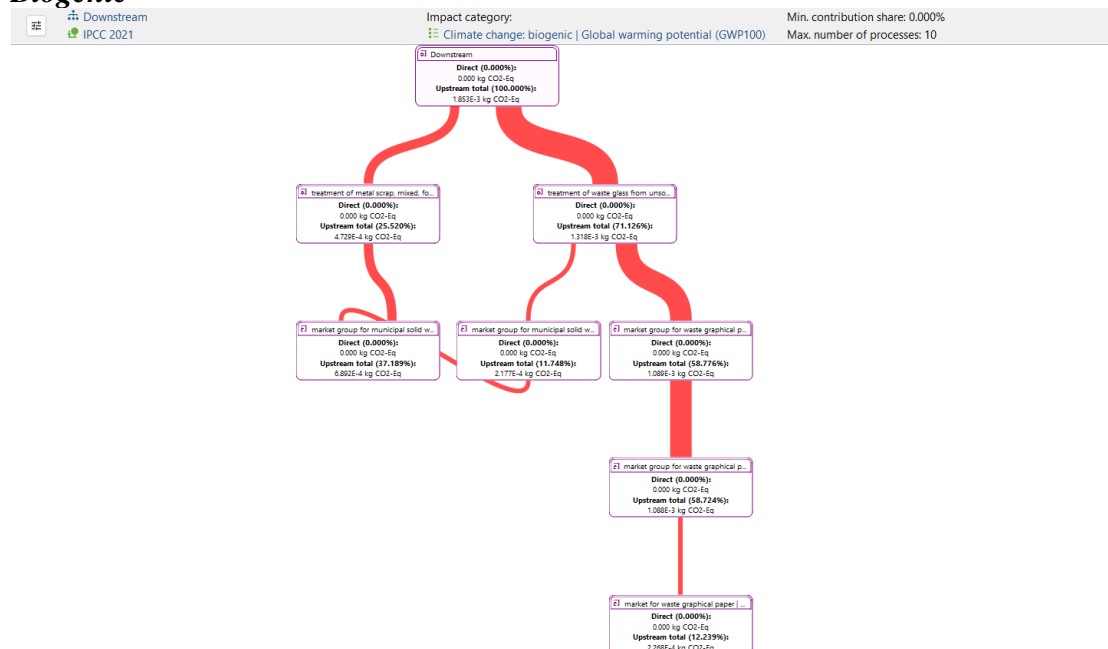 Biogenic
Downstream
Impact category:
Min. contribution share: 0.000%
IPCC 2021
Climate change: biogenic | Global warming potential (GWP100)
Max. number of processes: 10
Downstream
Direct (0.000%):
0.000 kg CO2-Eq
Upstream total (100.000%):
1.853E-3 kg CO2-Eq
treatment of metal scrap, mixed, fo...
Direct (0.000%):
0.000 kg CO2-Eq
Upstream total (25.520%):
4.729E-4 kg CO2-Eq
treatment of waste glass from unso...
Direct (0.000%):
0.000 kg CO2-Eq
Upstream total (71.126%):
1.318E-3 kg CO2-Eq
market group for municipal solid w...
Direct (0.000%):
0.000 kg CO2-Eq
Upstream total (37.189%):
6.892E-4 kg CO2-Eq
market group for municipal solid w...
Direct (0.000%):
0.000 kg CO2-Eq
Upstream total (11.748%):
2.177E-4 kg CO2-Eq
market group for waste graphical p...
Direct (0.000%):
0.000 kg CO2-Eq
Upstream total (58.776%):
1.089E-3 kg CO2-Eq
market group for waste graphical p...
Direct (0.000%):
0.000 kg CO2-Eq
Upstream total (58.724%):
1.088E-3 kg CO2-Eq
market for waste graphical paper | ...
Direct (0.000%):
0.000 kg CO2-Eq
Upstream total (12.239%):
2.268E-4 kg CO2-Eq